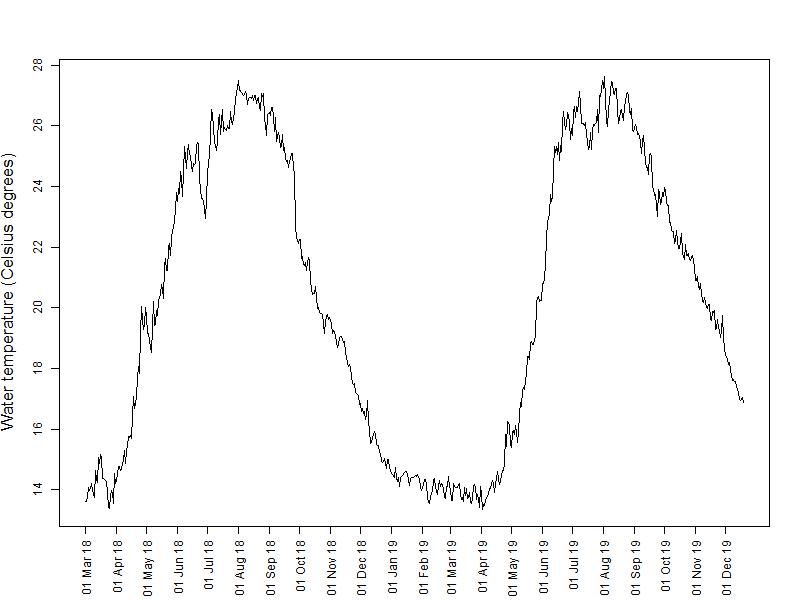 Water temperature (Celsius degrees)
28
26
24
22
20
18
16
14
01 Mar 18
01 Apr 18
01 May 18
01 Jun 18
01 Jul 18
01 Aug 18
01 Sep 18
01 Oct 18
01 Nov 18
01 Dec 18
01 Jan 19
01 Feb 19
01 Mar 19
01 Apr 19
01 May 19
01 Jun 19
01 Jul 19
01 Aug 19
01 Sep 19
01 Oct 19
01 Nov 19
01 Dec 19